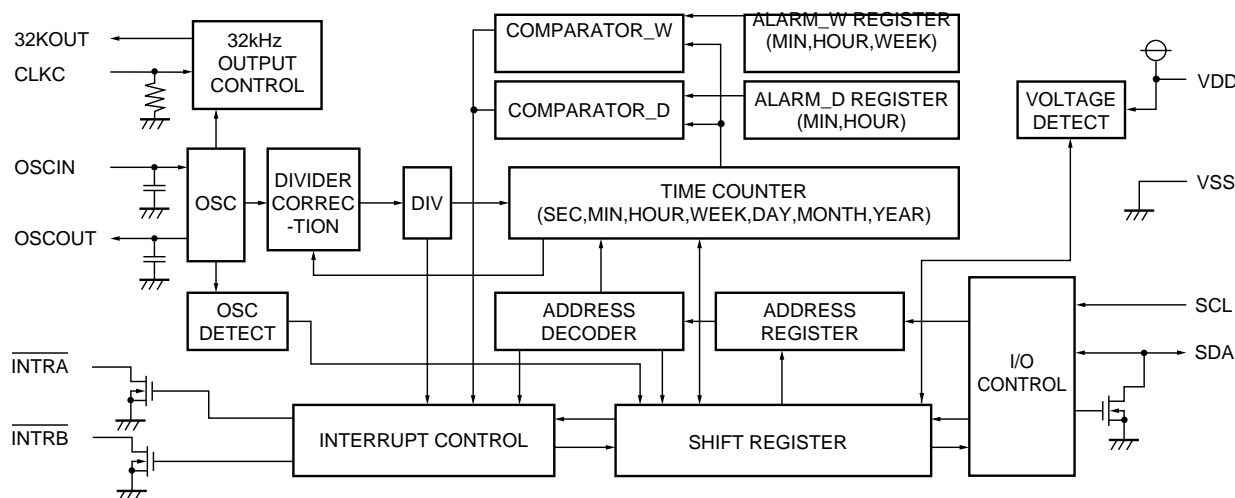 32KOUT
CLKC
32kHz
OUTPUT
CONTROL
COMPARATOR_W
ALARM_W REGISTER
(MIN,HOUR,WEEK)
COMPARATOR_D
ALARM_D REGISTER
(MIN,HOUR)
VOLTAGE
DETECT
VDD
VSS
OSCIN
OSCOUT
OSC
DIVIDER
CORREC
-TION
DIV
TIME COUNTER
(SEC,MIN,HOUR,WEEK,DAY,MONTH,YEAR)
OSC
DETECT
ADDRESS
DECODER
ADDRESS
REGISTER
I/O
CONTROL
SCL
SDA
INTRA
INTRB
INTERRUPT CONTROL
SHIFT REGISTER